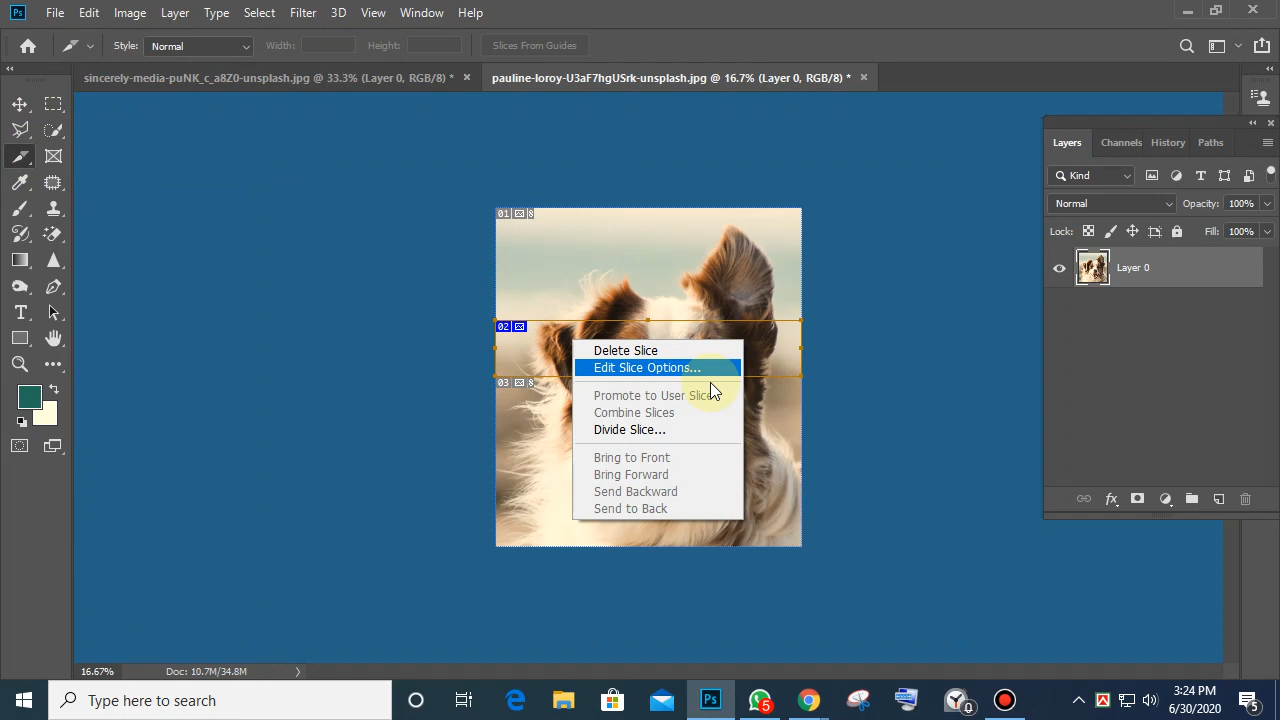 Ps File Edit Image Layer Type Select Filter 3D View Window Help
Style: Normal Width: Height: Slices From Guides
sincerely-media-puNK_c_a8Z0-unsplash.jpg @ 33.3% (Layer 0, RGB/8) * pauline-loroy-U3aF7hgUSrk-unsplash.jpg @ 16.7% (Layer 0, RGB/8) *
Layers Channels History Paths
Kind
Normal Opacity: 100%
Lock: Fill: 100%
Layer 0
01
02
03
Delete Slice
Edit Slice Options...
Promote to User Slice
Combine Slices
Divide Slice...
Bring to Front
Bring Forward
Send Backward
Send to Back
16.67% Doc: 10.7M/34.8M
Type here to search
Ps
5
0
3:24 PM
6/30/2020
5